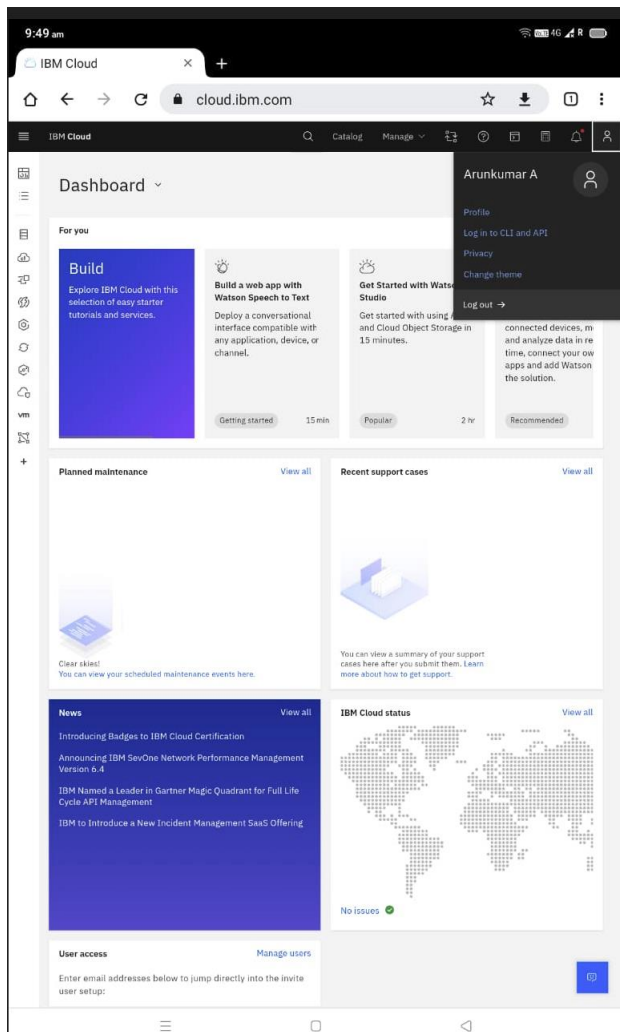 9:49 am
4G
R
IBM Cloud
cloud.ibm.com
1
IBM Cloud
Catalog
Manage
Arunkumar A
Profile
Log in to CLI and API
Privacy
Change theme
Log out →
Dashboard
For you
Build
Explore IBM Cloud with this
selection of easy starter
tutorials and services.
Build a web app with
Watson Speech to Text
Deploy a conversational
interface compatible with
any application, device, or
channel.
Getting started
15 min
Get Started with Wats
Studio
Get started with using
and Cloud Object Storage in
15 minutes.
Popular
2 hr
connected devices, m
and analyze data in re
time, connect your ow
apps and add Watson
the solution.
Recommended
vm
Planned maintenance
View all
Clear skies!
You can view your scheduled maintenance events here.
Recent support cases
View all
You can view a summary of your support
cases here after you submit them. Learn
more about how to get support.
News
View all
Introducing Badges to IBM Cloud Certification
Announcing IBM SevOne Network Performance Management
Version 6.4
IBM Named a Leader in Gartner Magic Quadrant for Full Life
Cycle API Management
IBM to Introduce a New Incident Management SaaS Offering
IBM Cloud status
View all
No issues
User access
Manage users
Enter email addresses below to jump directly into the invite
user setup: